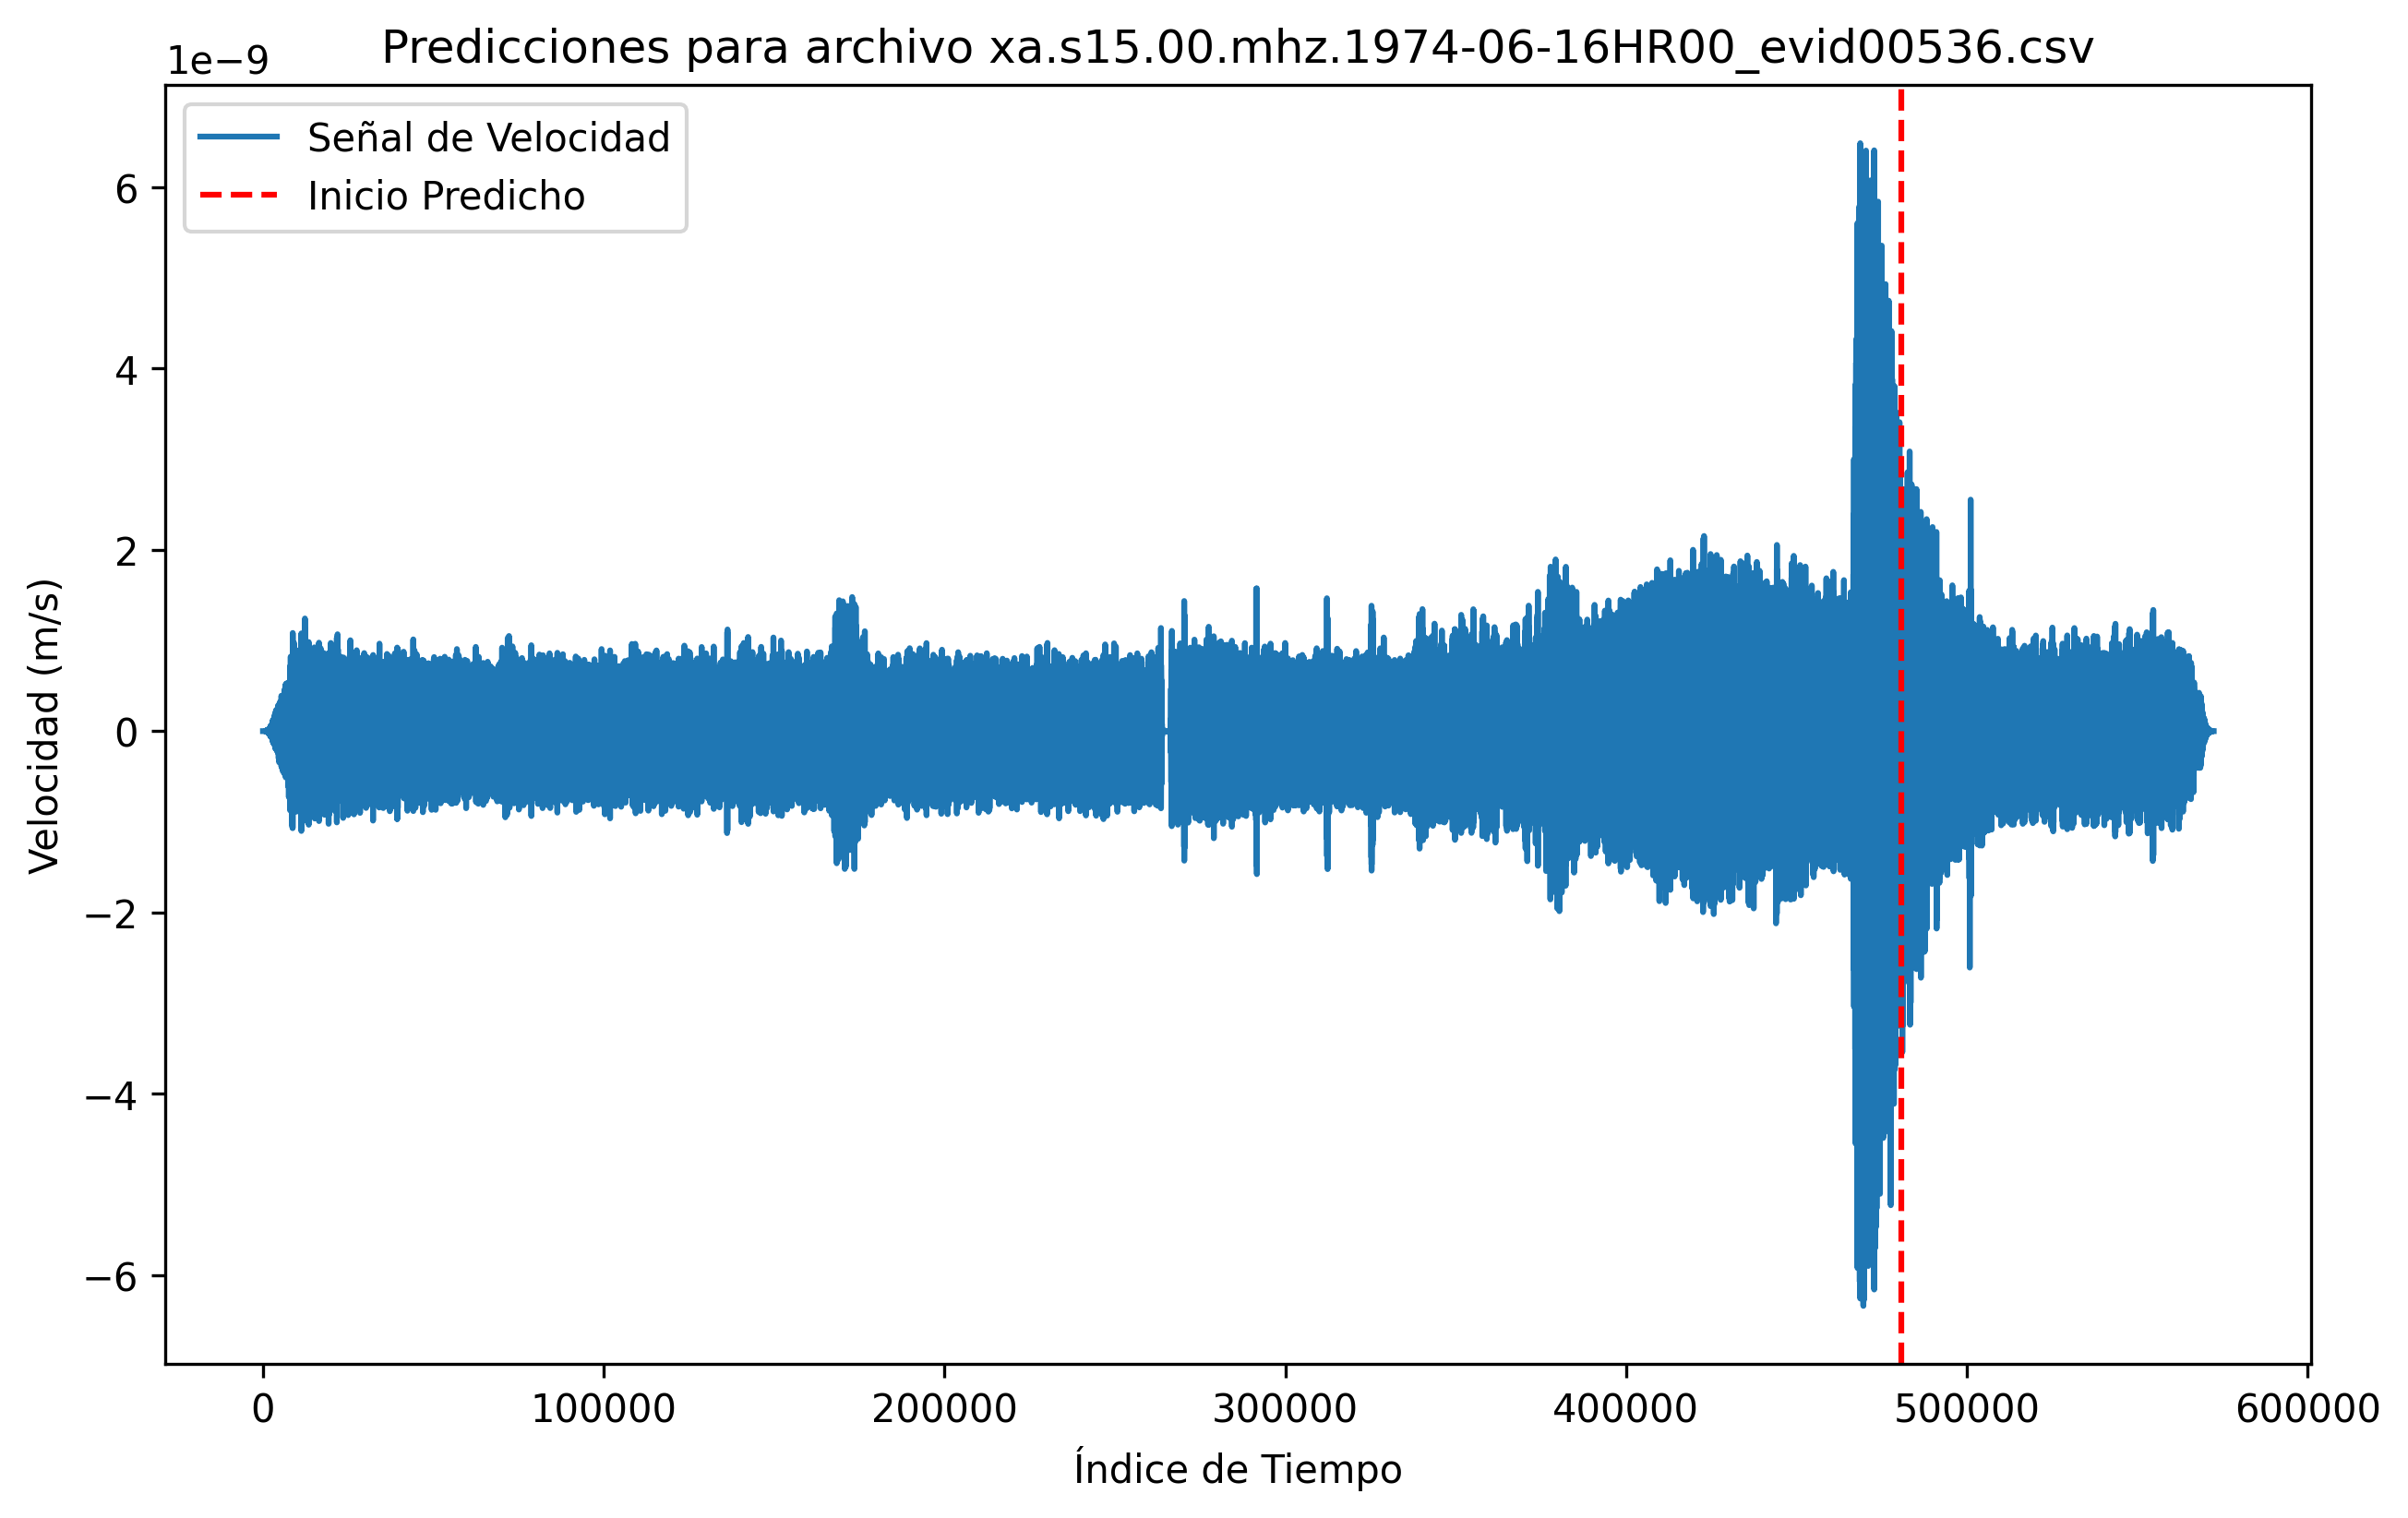 Predicciones para archivo xa.s15.00.mhz.1974-06-16HR00_evid00536.csv
1e−9
Señal de Velocidad
Inicio Predicho
6
4
2
0
−2
−4
−6
Velocidad (m/s)
0 100000 200000 300000 400000 500000 600000
Índice de Tiempo